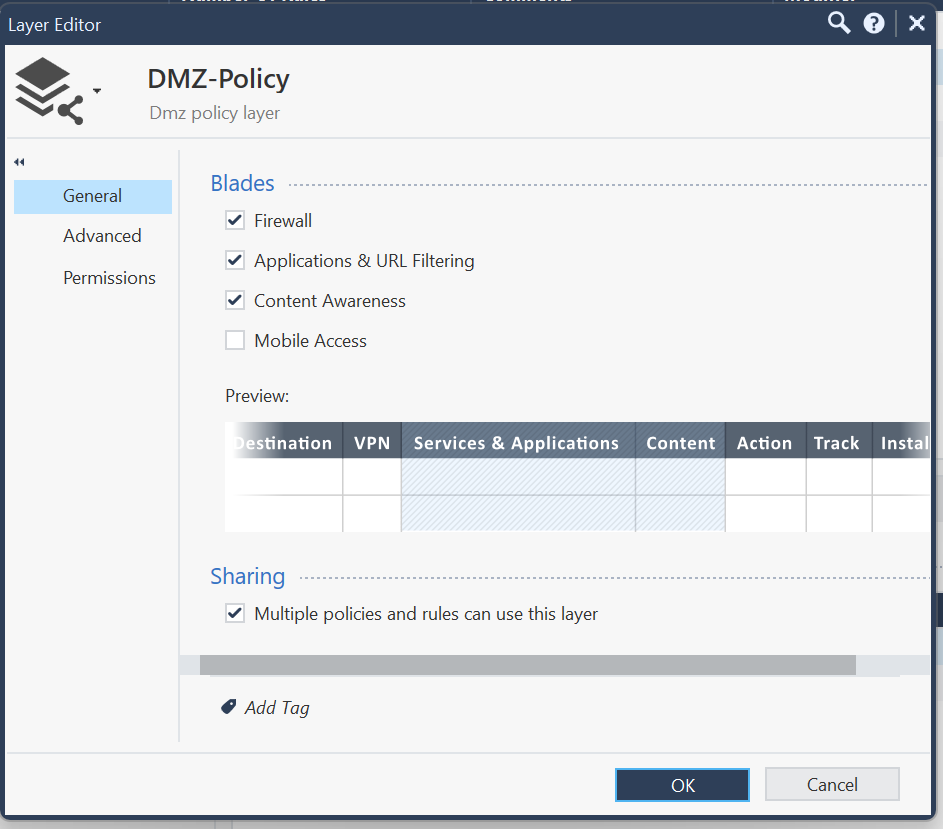 Layer Editor
DMZ-Policy
Dmz policy layer
General
Advanced
Permissions
Blades
Firewall
Applications & URL Filtering
Content Awareness
Mobile Access
Preview:
Destination VPN Services & Applications Content Action Track Instal
Sharing
Multiple policies and rules can use this layer
Add Tag
OK Cancel